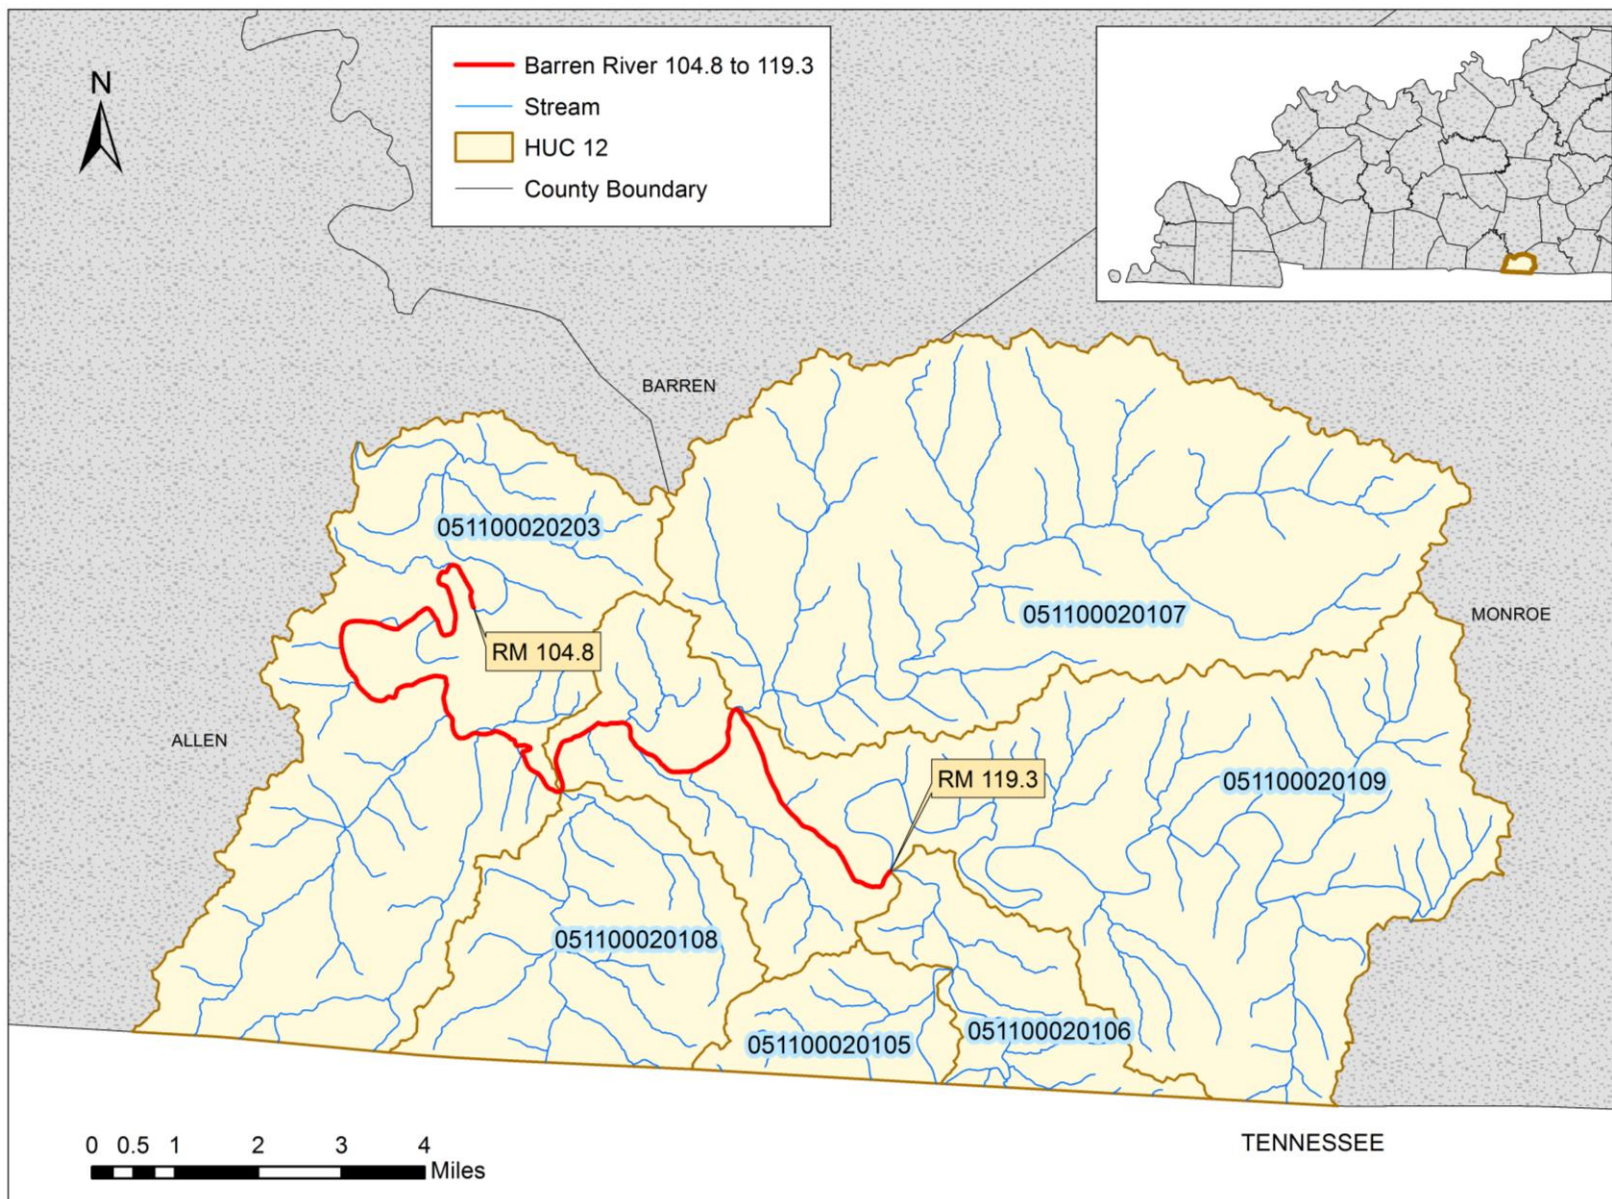 N
Barren River 104.8 to 119.3
Stream
HUC 12
County Boundary
BARREN
051100020203
051100020107
MONROE
RM 104.8
ALLEN
RM 119.3
051100020109
051100020108
051100020106
051100020105
TENNESSEE
0 0.5 1 2 3 4
Miles